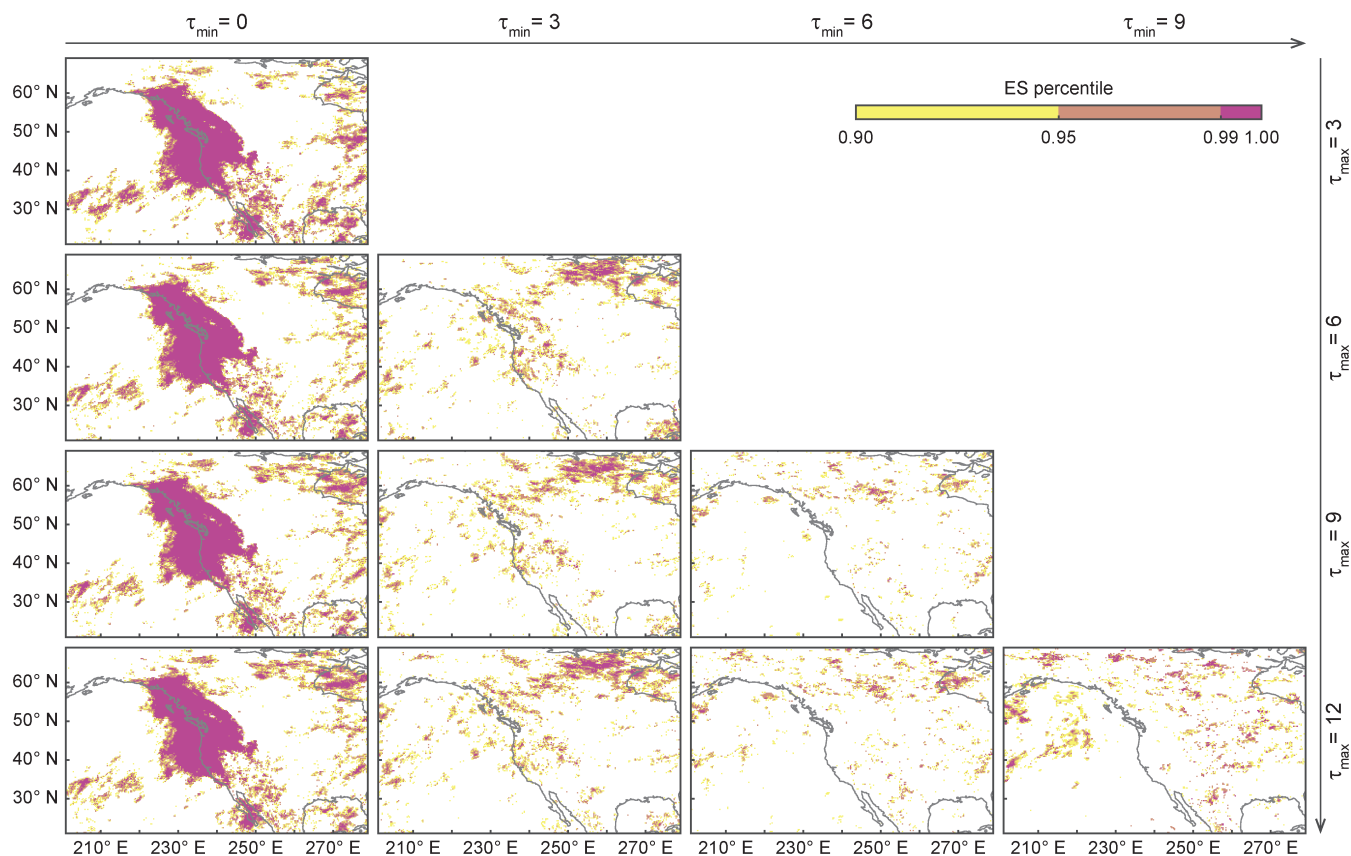 τmin= 0 τmin= 3 τmin= 6 τmin= 9
60° N
50° N
40° N
30° N
ES percentile
0.90 0.95 0.99 1.00
τmax= 3
60° N
50° N
40° N
30° N
τmax= 6
60° N
50° N
40° N
30° N
τmax= 9
60° N
50° N
40° N
30° N
τmax= 12
210° E 230° E 250° E 270° E 210° E 230° E 250° E 270° E 210° E 230° E 250° E 270° E 210° E 230° E 250° E 270° E